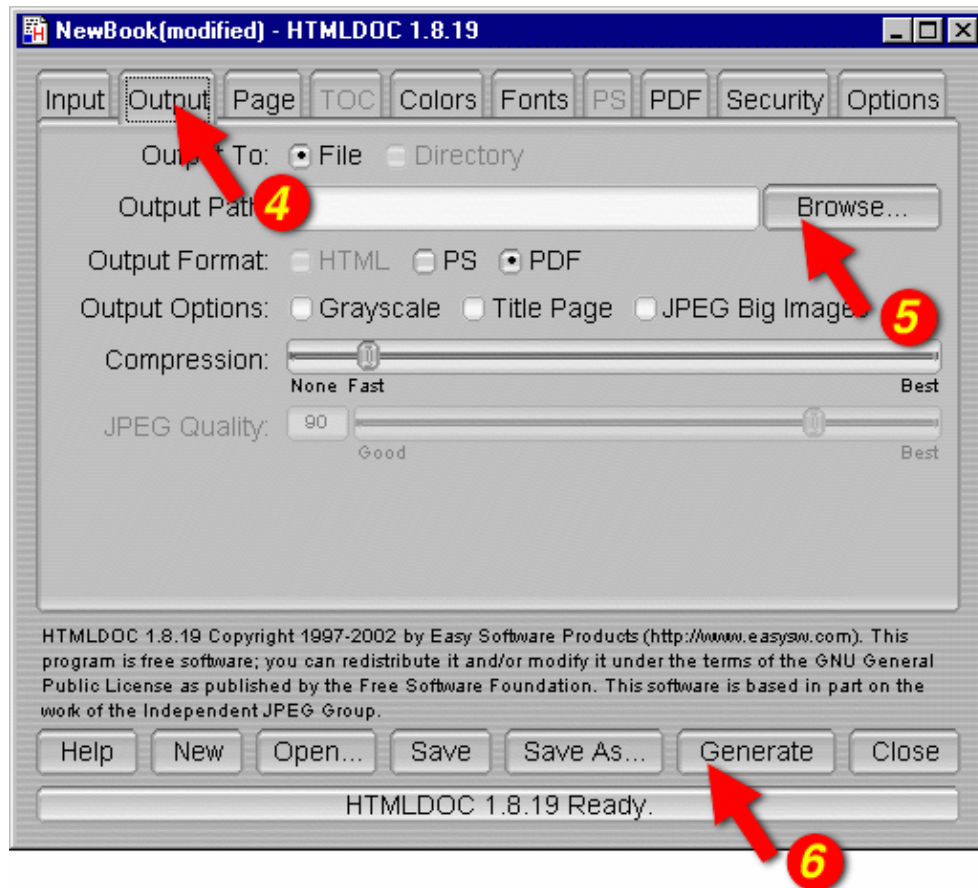 NewBook(modified) - HTMLDOC 1.8.19
Input Output Page TOC Colors Fonts PS PDF Security Options
Output To: File Directory
4
Output Path: Browse...
Output Format: HTML PS PDF
Output Options: Grayscale Title Page JPEG Big Images
5
Compression:
None Fast Best
JPEG Quality: 90
Good Best
HTMLDOC 1.8.19 Copyright 1997-2002 by Easy Software Products (http://www.easysw.com). This
program is free software; you can redistribute it and/or modify it under the terms of the GNU General
Public License as published by the Free Software Foundation. This software is based in part on the
work of the Independent JPEG Group.
Help New Open... Save Save As... Generate Close
HTMLDOC 1.8.19 Ready.
6